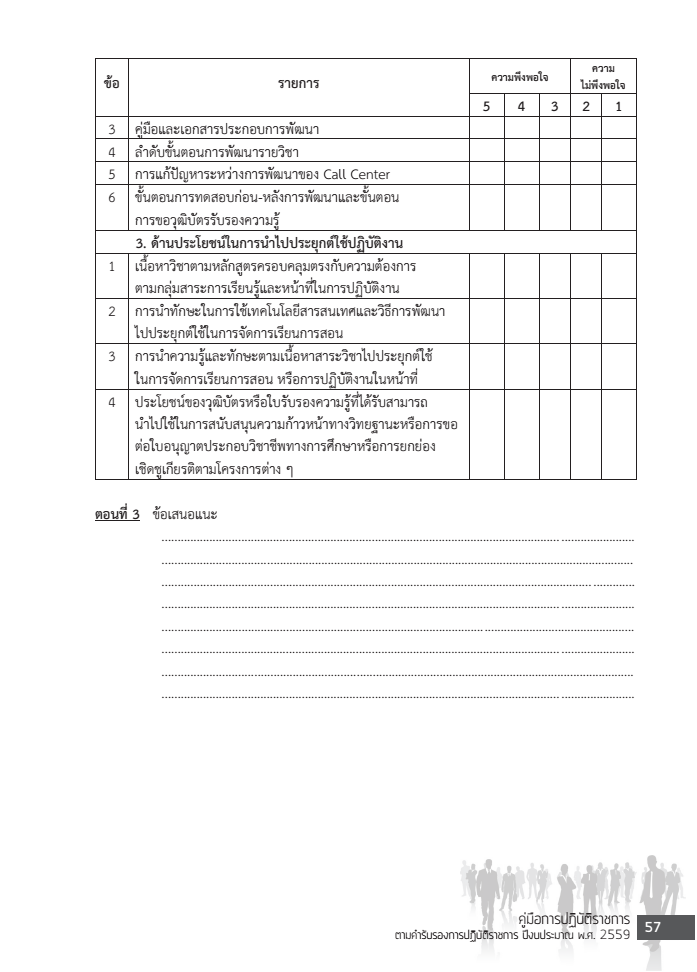 ข้อ รายการ ความพึงพอใจ ความ
ไม่พึงพอใจ
5 4 3 2 1
3 คู่มือและเอกสารประกอบการพัฒนา
4 ลำดับขั้นตอนการพัฒนารายวิชา
5 การแก้ปัญหาระหว่างการพัฒนาของ Call Center
6 ขั้นตอนการทดสอบก่อน-หลังการพัฒนาและขั้นตอน
การขอวุฒิบัตรรับรองความรู้
3. ด้านประโยชน์ในการนำไปประยุกต์ใช้ปฏิบัติงาน
1 เนื้อหาวิชาตามหลักสูตรครอบคลุมตรงกับความต้องการ
ตามกลุ่มสาระการเรียนรู้และหน้าที่ในการปฏิบัติงาน
2 การนำทักษะในการใช้เทคโนโลยีสารสนเทศและวิธีการพัฒนา
ไปประยุกต์ใช้ในการจัดการเรียนการสอน
3 การนำความรู้และทักษะตามเนื้อหาสาระวิชาไปประยุกต์ใช้
ในการจัดการเรียนการสอน หรือการปฏิบัติงานในหน้าที่
4 ประโยชน์ของวุฒิบัตรหรือใบรับรองความรู้ที่ได้รับสามารถ
นำไปใช้ในการสนับสนุนความก้าวหน้าทางวิทยฐานะหรือการขอ
ต่อใบอนุญาตประกอบวิชาชีพทางการศึกษาหรือการยกย่อง
เชิดชูเกียรติตามโครงการต่าง ๆ
ตอนที่ 3 ข้อเสนอแนะ
คู่มือการปฏิบัติราชการ
ตามคำรับรองการปฏิบัติราชการ ปีงบประมาณ พ.ศ. 2559 57